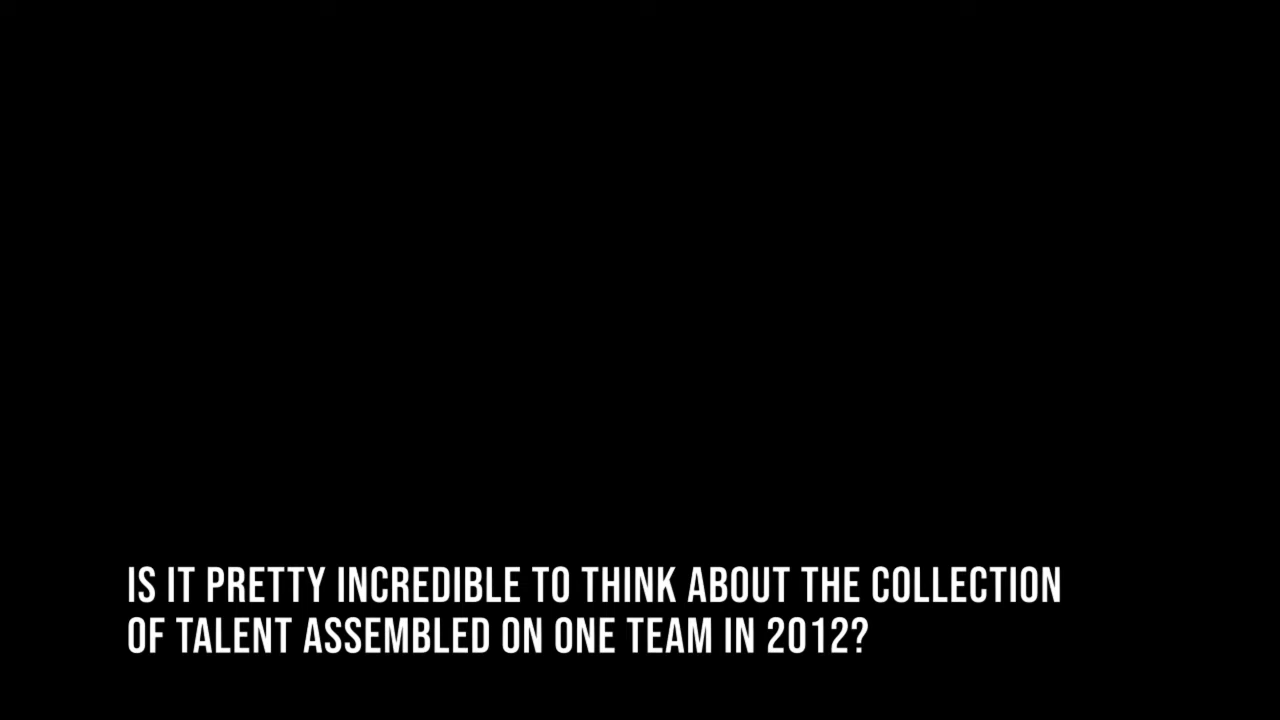 IS IT PRETTY INCREDIBLE TO THINK ABOUT THE COLLECTION
OF TALENT ASSEMBLED ON ONE TEAM IN 2012?